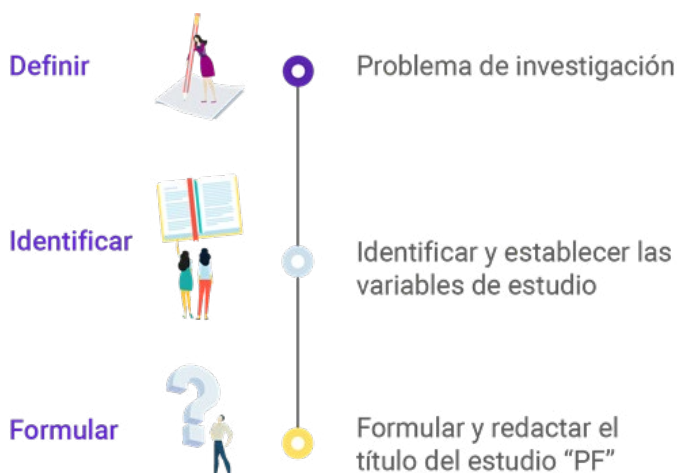 Definir
Problema de investigación
Identificar
Identificar y establecer las
variables de estudio
Formular
Formular y redactar el
título del estudio “PF”